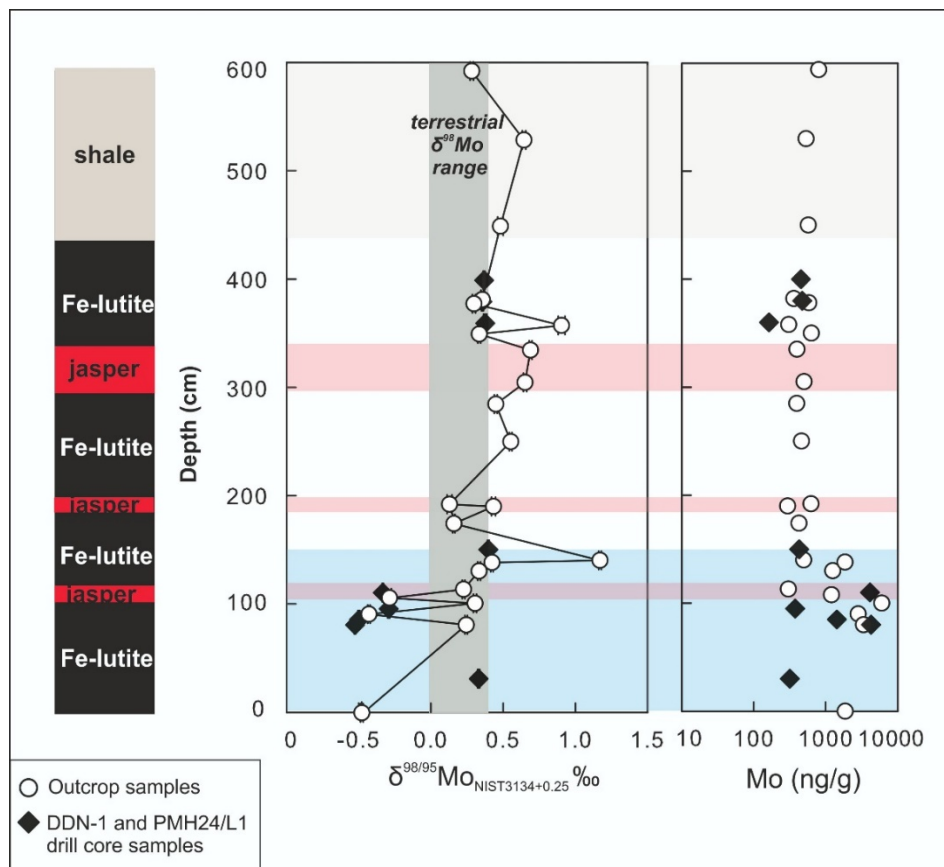 shale
Fe-lutite
jasper
Fe-lutite
jasper
Fe-lutite
jasper
Fe-lutite
Depth (cm)
600
500
400
300
200
100
0
terrestrial
δ⁹⁸Mo
range
0 -0.5 0.0 0.5 1.0 1.5
δ⁹⁸/⁹⁵Mo NIST3134+0.25‰
10 100 1000 10000
Mo (ng/g)
Outcrop samples
DDN-1 and PMH24/L1
drill core samples